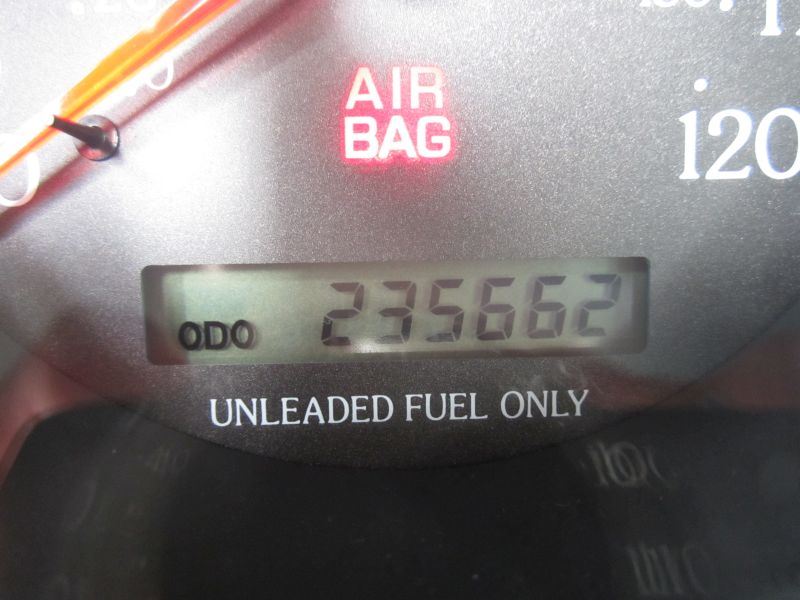 AIR
BAG
120
ODO 235662
UNLEADED FUEL ONLY